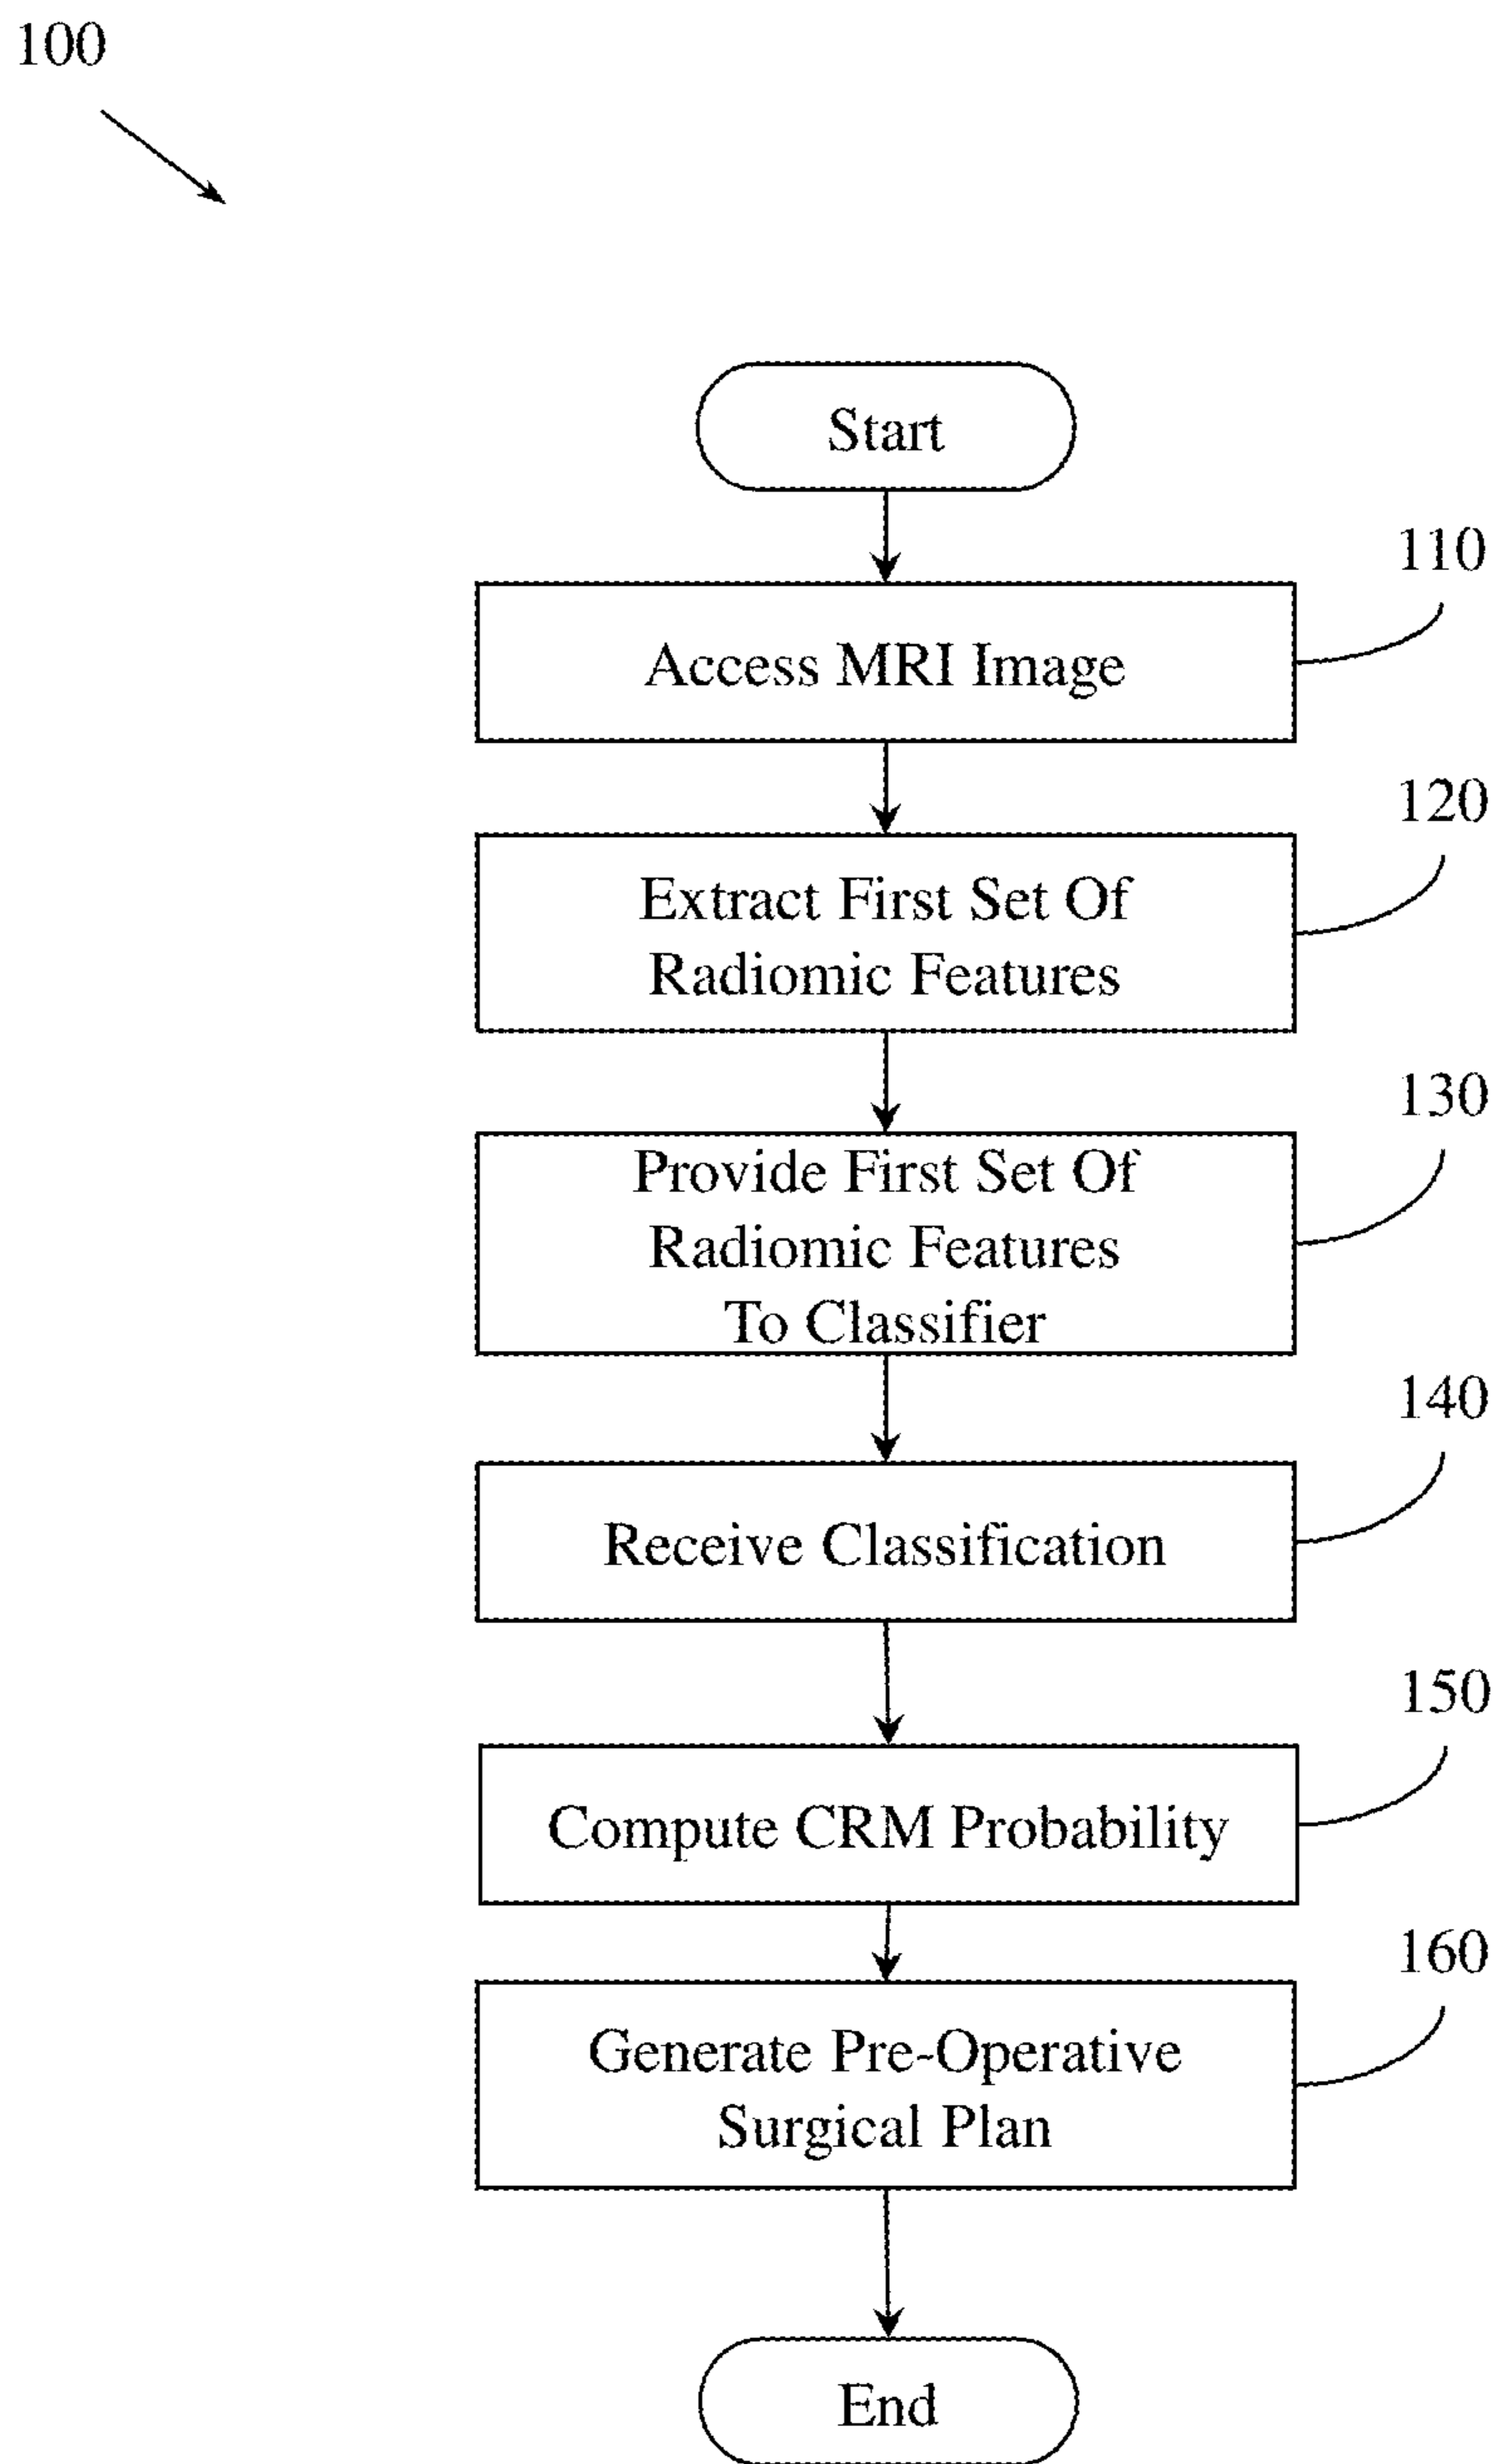 100
Start
110
Access MRI Image
120
Extract First Set Of
Radiomic Features
130
Provide First Set Of
Radiomic Features
To Classifier
140
Receive Classification
150
Compute CRM Probability
160
Generate Pre-Operative
Surgical Plan
End